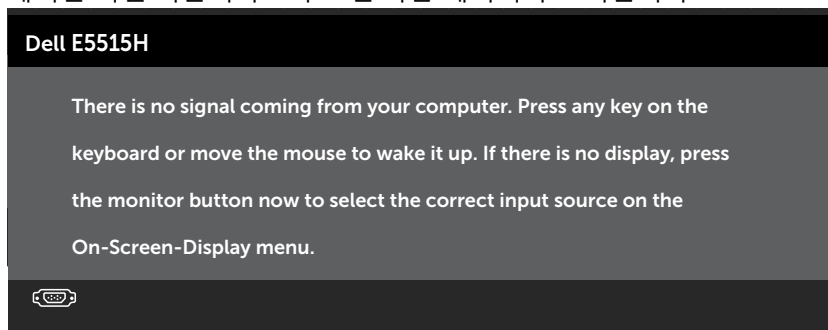 Dell E5515H
There is no signal coming from your computer. Press any key on the
keyboard or move the mouse to wake it up. If there is no display, press
the monitor button now to select the correct input source on the
On-Screen-Display menu.